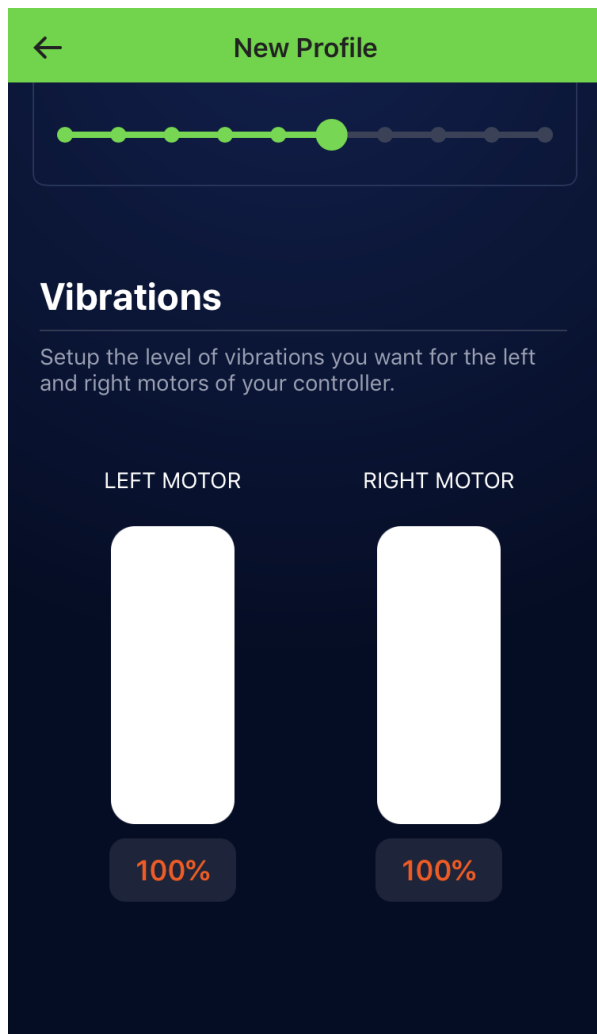 New Profile
Vibrations
Setup the level of vibrations you want for the left
and right motors of your controller.
LEFT MOTOR
RIGHT MOTOR
100%
100%